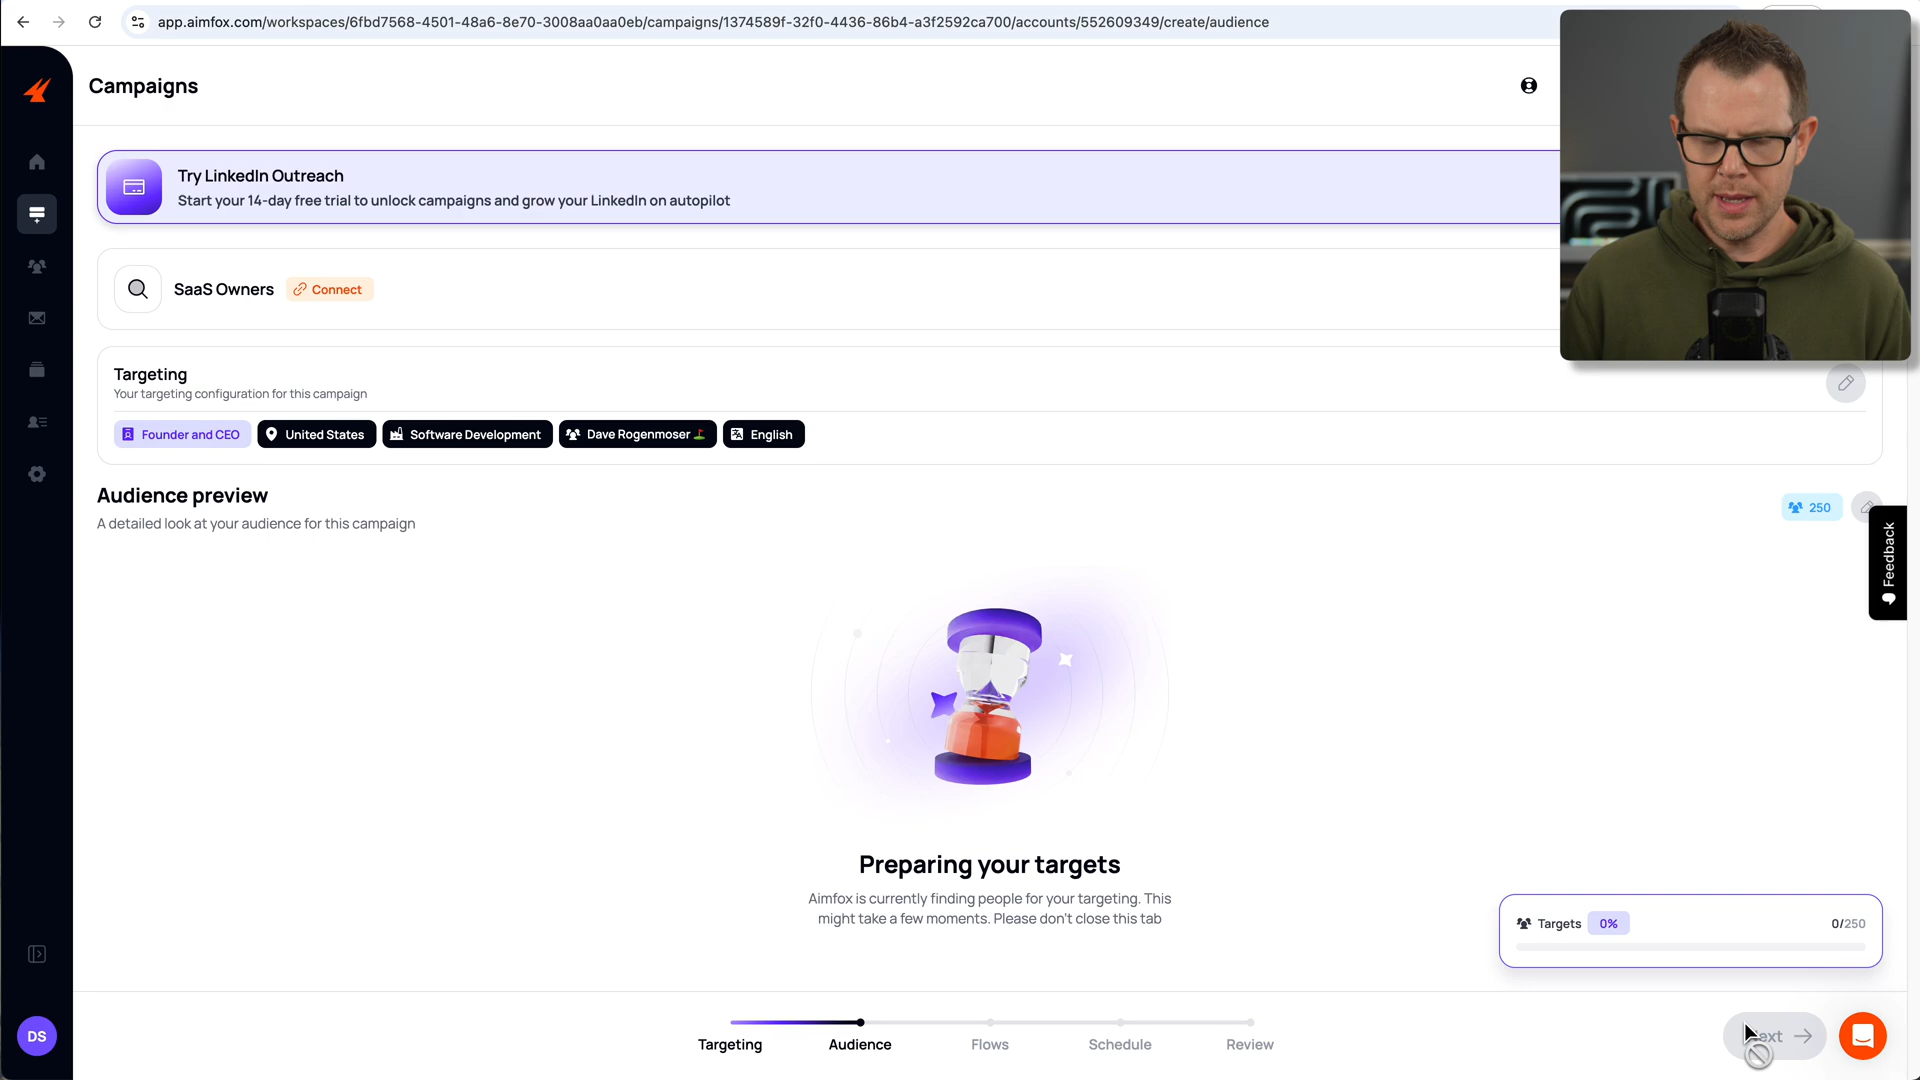 app.aimfox.com/workspaces/6fbd7568-4501-48a6-8e70-3008aa0aa0eb/campaigns/1374589f-32f0-4436-86b4-a3f2592ca700/accounts/552609349/create/audience
Campaigns
Try LinkedIn Outreach
Start your 14-day free trial to unlock campaigns and grow your LinkedIn on autopilot
SaaS Owners Connect
Targeting
Your targeting configuration for this campaign
Founder and CEO United States Software Development Dave Rogenmoser English
Audience preview
A detailed look at your audience for this campaign
250
Feedback
Preparing your targets
Aimfox is currently finding people for your targeting. This
might take a few moments. Please don't close this tab
Targets 0% 0/250
Targeting Audience Flows Schedule Review
DS